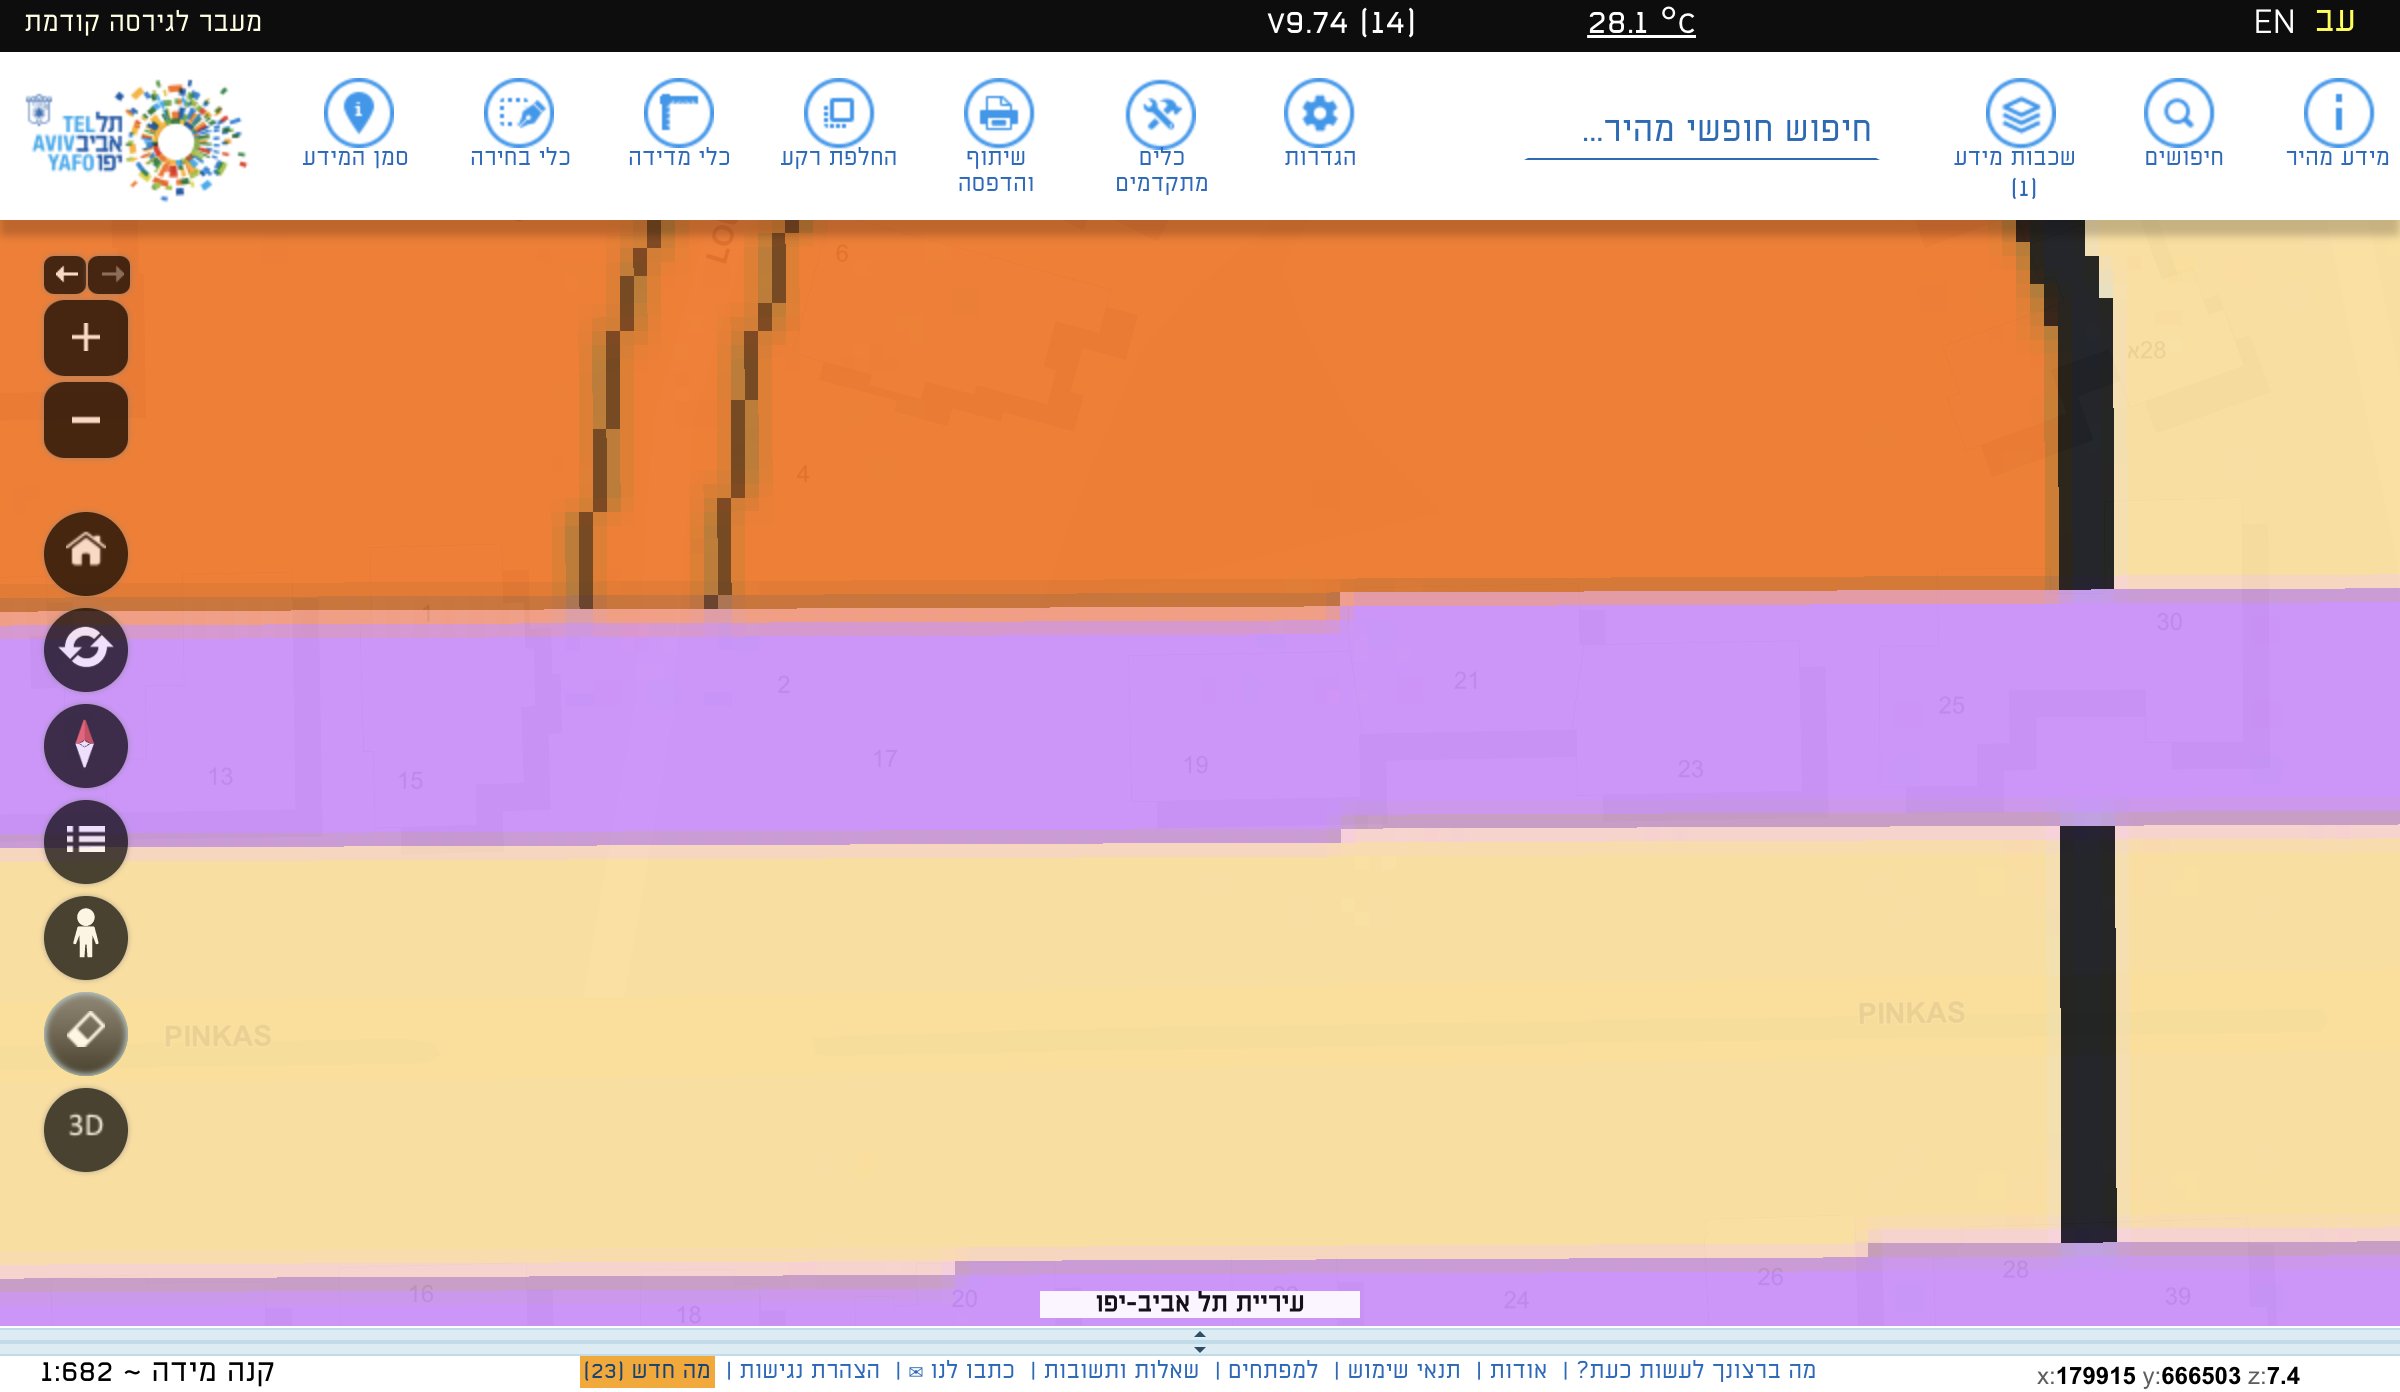 עב EN
28.1 °C
V9.74 (14)
מעבר לגירסה קודמת
מידע מהיר
חיפושים
שכבות מידע
(1)
חיפוש חופשי מהיר...
הגדרות
כלים
מתקדמים
שיתוף
והדפסה
החלפת רקע
כלי מדידה
כלי בחירה
סמן המידע
תל TEL
אביב AVIV
יפו YAFO
6
28א
4
1
30
2
21
25
17
19
23
13
15
PINKAS
PINKAS
3D
16
18
20
24
26
28
39
עיריית תל אביב-יפו
קנה מידה ~ 1:682
מה ברצונך לעשות כעת? | אודות | תנאי שימוש | למפתחים | שאלות ותשובות | כתבו לנו ✉ | הצהרת נגישות | מה חדש (23)
x:179915 y:666503 z:7.4